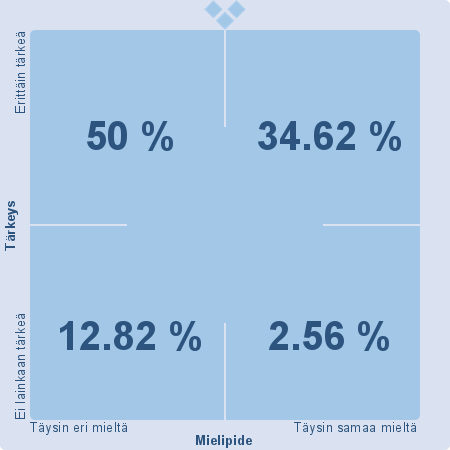 Erittäin tärkeä
50 %
34.62 %
Tärkeys
12.82 %
2.56 %
Ei lainkaan tärkeä
Täysin eri mieltä
Täysin samaa mieltä
Mielipide